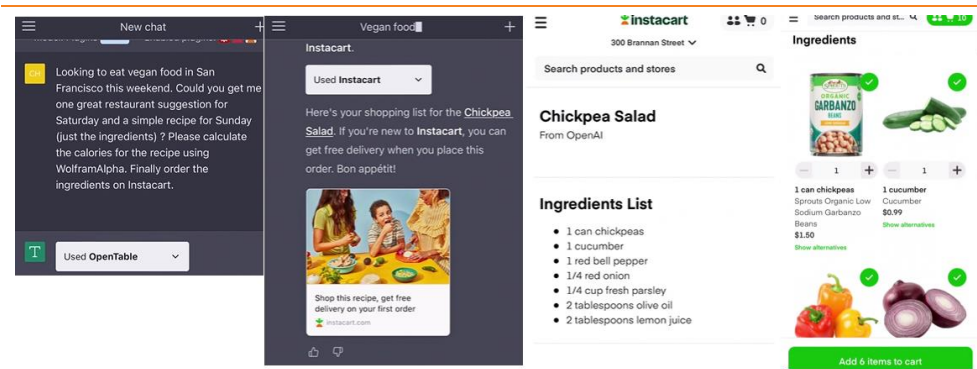 New chat
Looking to eat vegan food in San
Francisco this weekend. Could you get me
one great restaurant suggestion for
Saturday and a simple recipe for Sunday
(just the ingredients) ? Please calculate
the calories for the recipe using
WolframAlpha. Finally order the
ingredients on Instacart.
CH
T
Used OpenTable
Vegan food
Instacart.
Used Instacart
Here's your shopping list for the Chickpea
Salad. If you're new to Instacart, you can
get free delivery when you place this
order. Bon appétit!
Shop this recipe, get free
delivery on your first order
instacart.com
instacart
0
300 Brannan Street
Search products and stores
Chickpea Salad
From OpenAI
Ingredients List
• 1 can chickpeas
• 1 cucumber
• 1 red bell pepper
• 1/4 red onion
• 1/4 cup fresh parsley
• 2 tablespoons olive oil
• 2 tablespoons lemon juice
Search products and st...
10
Ingredients
SPROUTS
ORGANIC
GARBANZO
BEANS
1
1
1 can chickpeas
Sprouts Organic Low
Sodium Garbanzo
Beans
$1.50
Show alternatives
1 cucumber
Cucumber
$0.99
Show alternatives
Add 6 items to cart